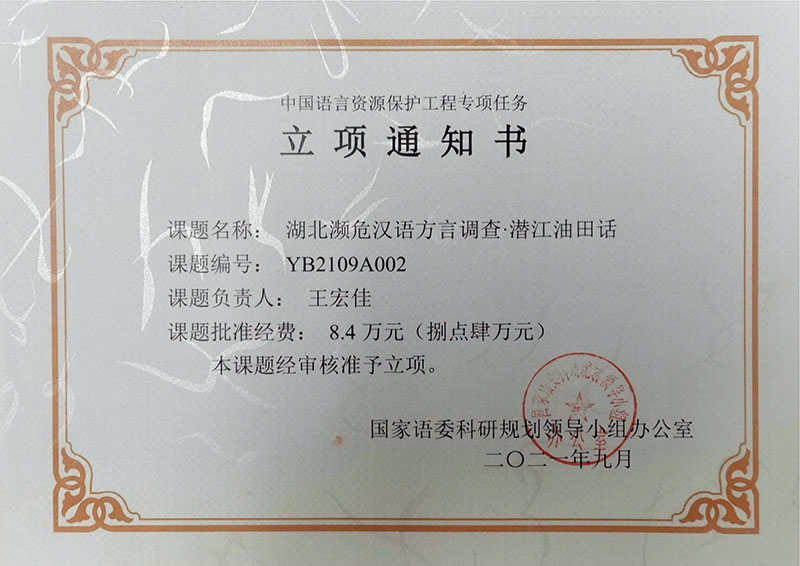 中国语言资源保护工程专项任务
立项通知书
课题名称： 湖北濒危汉语方言调查·潜江油田话
课题编号： YB2109A002
课题负责人： 王宏佳
课题批准经费： 8.4 万元（捌点肆万元）
本课题经审核准予立项。
国家语委科研规划领导小组办公室
二〇二一年九月
办公室